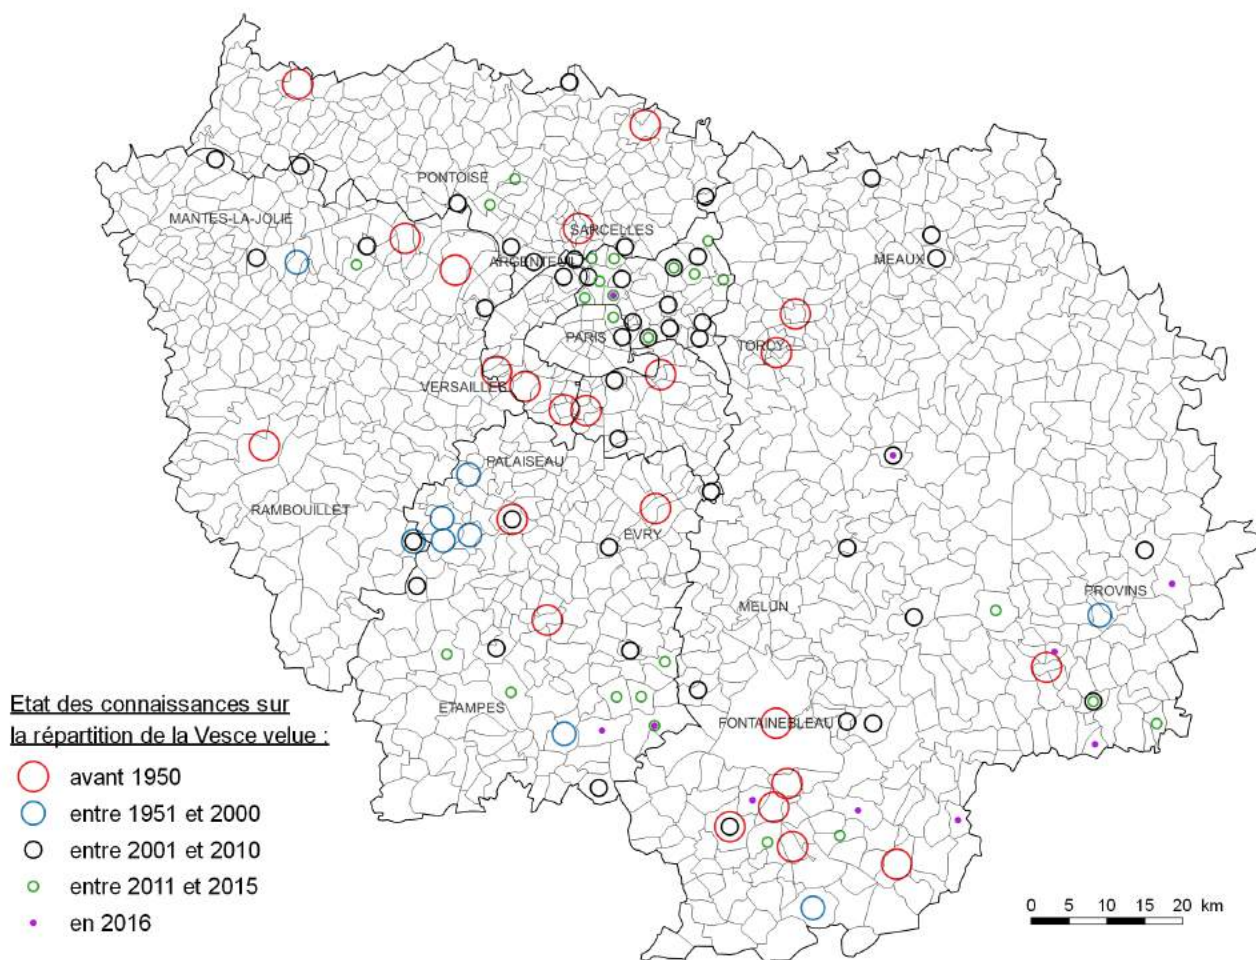 PONTOISE
MANTES-LA-JOLIE
SARCELLES
ARGENTEUIL
MEAUX
PARIS
TORCY
VERSAILLES
PALAISEAU
RAMBOUILLET
EVRY
PROVINS
MELUN
ETAMPES
FONTAINEBLEAU
Etat des connaissances sur
la répartition de la Vesce velue :
avant 1950
entre 1951 et 2000
entre 2001 et 2010
entre 2011 et 2015
en 2016
0 5 10 15 20 km